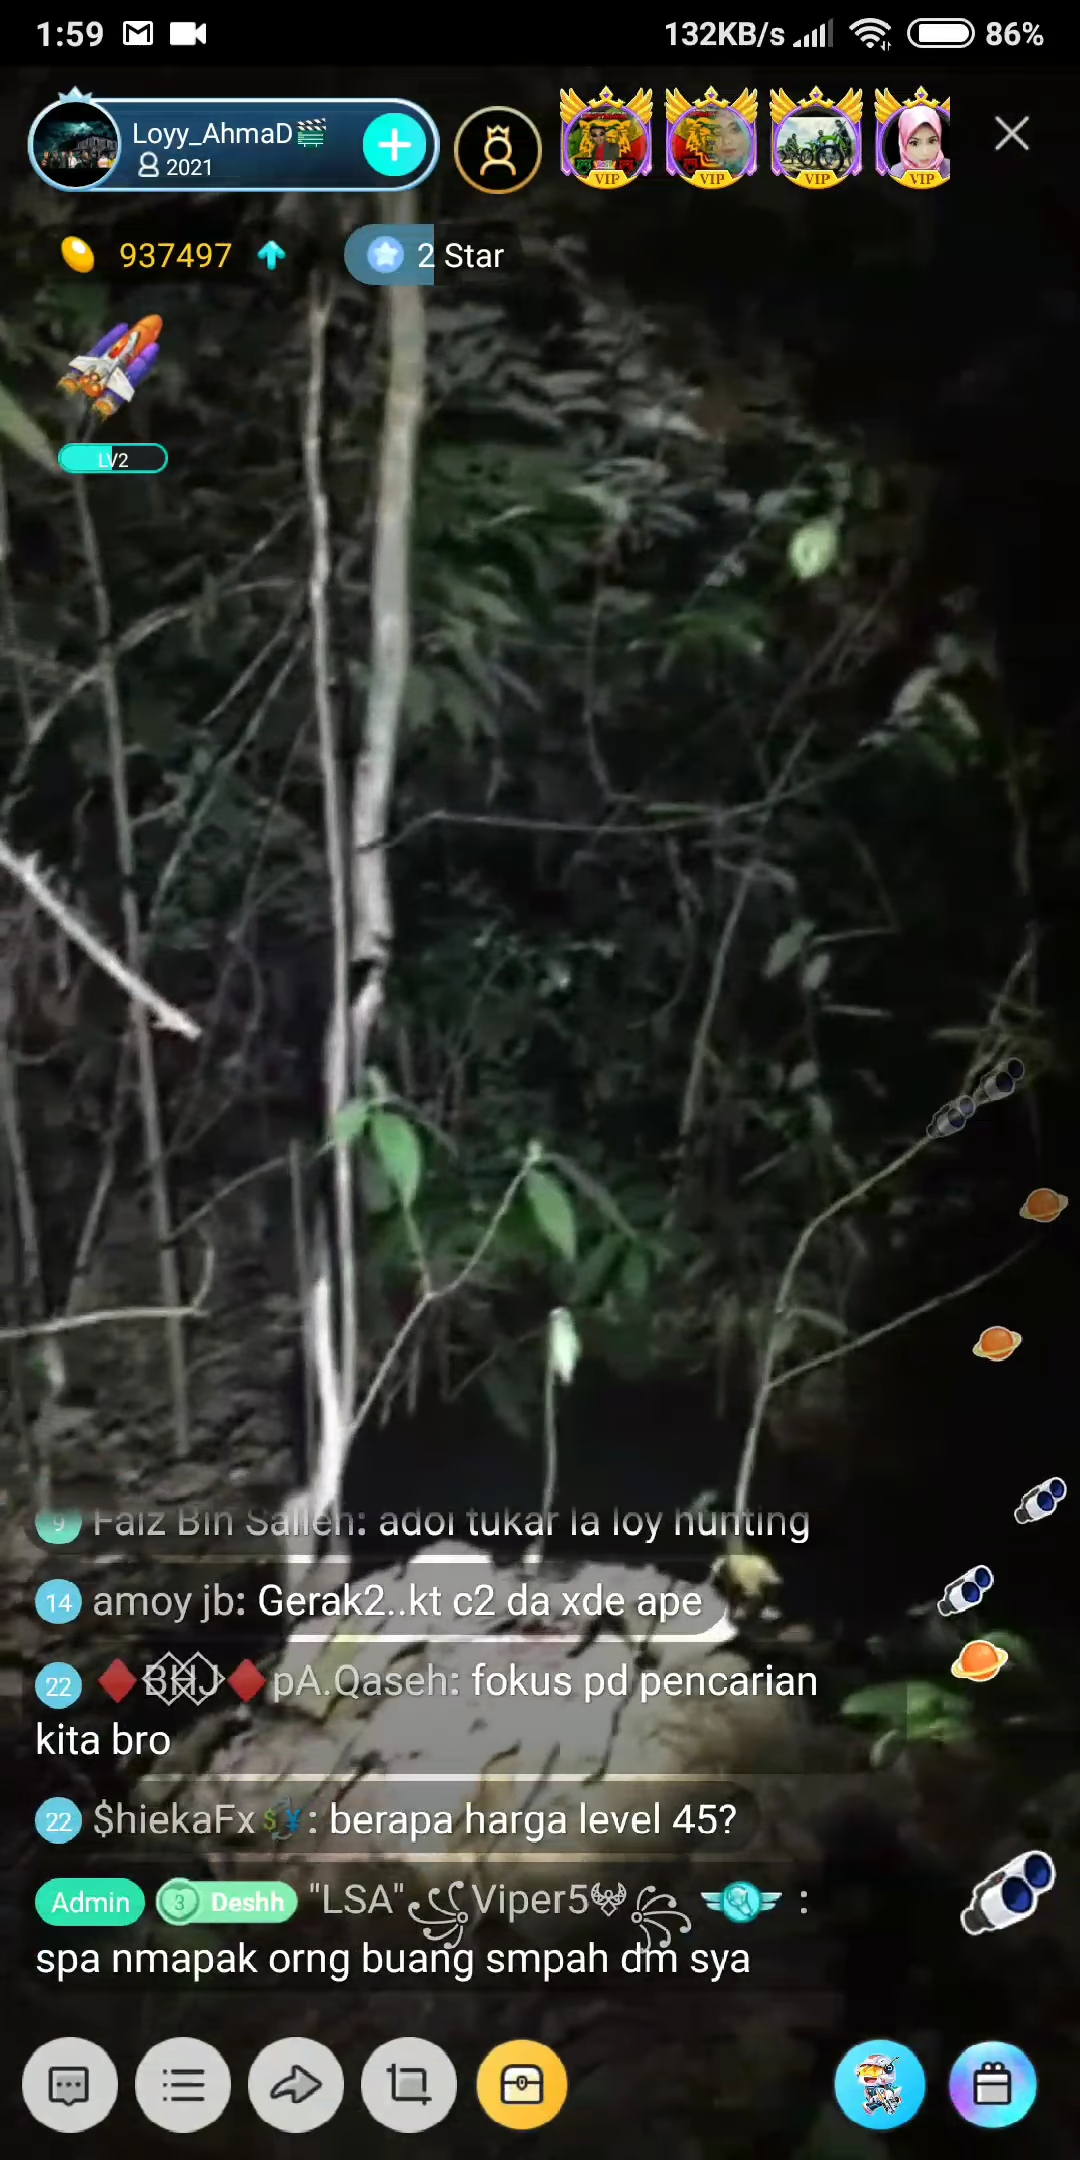 1:59
132KB/s
86%
Loyy_AhmaD
2021
VIP
VIP
VIP
VIP
937497
2 Star
LV2
9 Faiz Bin Salleh: adoi tukar la loy hunting
14 amoy jb: Gerak2..kt c2 da xde ape
22 BHJ pA.Qaseh: fokus pd pencarian
kita bro
22 $hiekaFx: berapa harga level 45?
Admin 3 Deshh "LSA" Viper5 :
spa nmapak orng buang smpah dm sya